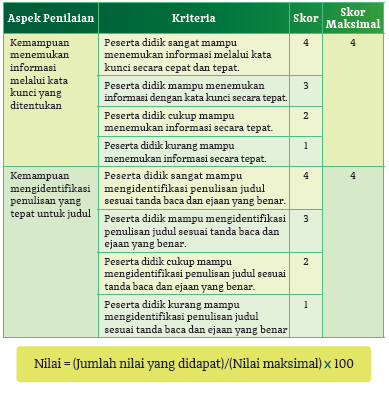 Aspek Penilaian Kriteria Skor Skor Maksimal
Kemampuan
menemukan
informasi
melalui kata
kunci yang
ditentukan
Peserta didik sangat mampu
menemukan informasi melalui kata
kunci secara cepat dan tepat.
4
4
Peserta didik mampu menemukan
informasi dengan kata kunci secara tepat.
3
Peserta didik cukup mampu
menemukan informasi secara tepat.
2
Peserta didik kurang mampu
menemukan informasi secara tepat.
1
Kemampuan
mengidentifikasi
penulisan yang
tepat untuk judul
Peserta didik sangat mampu
mengidentifikasi penulisan judul
sesuai tanda baca dan ejaan yang benar.
4
4
Peserta didik mampu mengidentifikasi
penulisan judul sesuai tanda baca dan
ejaan yang benar.
3
Peserta didik cukup mampu
mengidentifikasi penulisan judul sesuai
tanda baca dan ejaan yang benar.
2
Peserta didik kurang mampu
mengidentifikasi penulisan judul
sesuai tanda baca dan ejaan yang benar
1
Nilai = (Jumlah nilai yang didapat)/(Nilai maksimal) x 100